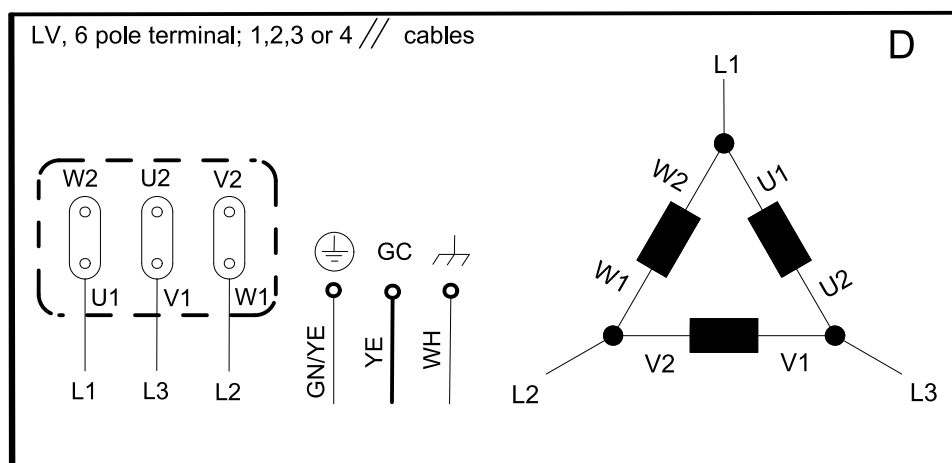 LV, 6 pole terminal; 1,2,3 or 4 // cables
D
W2 U2 V2
U1 V1 W1
L1 L3 L2
GC
GN/YE YE WH
L1
W2 U1
W1 U2
V2 V1
L2 L3